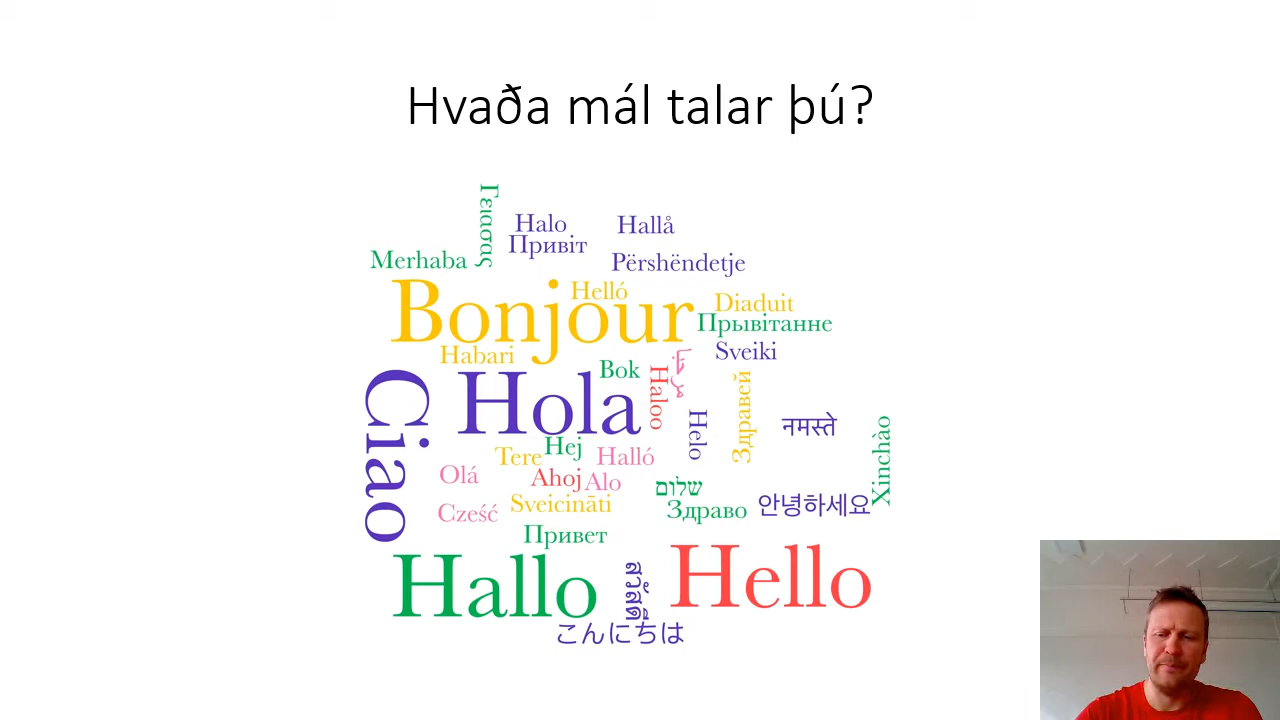 Hvaða mál talar þú?
Γειασας
Halo
Hallå
Привіт
Merhaba
Përshëndetje
Helló
Bonjour
Diaduit
Прывітанне
Habari
Sveiki
Bok
Ciao
Hola
Haloo
Helo
Здравей
नमस्ते
Xinchào
Hej
Tere
Halló
Olá
Ahoj
Alo
שלום
Sveicināti
Cześć
Здраво
안녕하세요
Привет
Hallo
สวัสดี
Hello
こんにちは